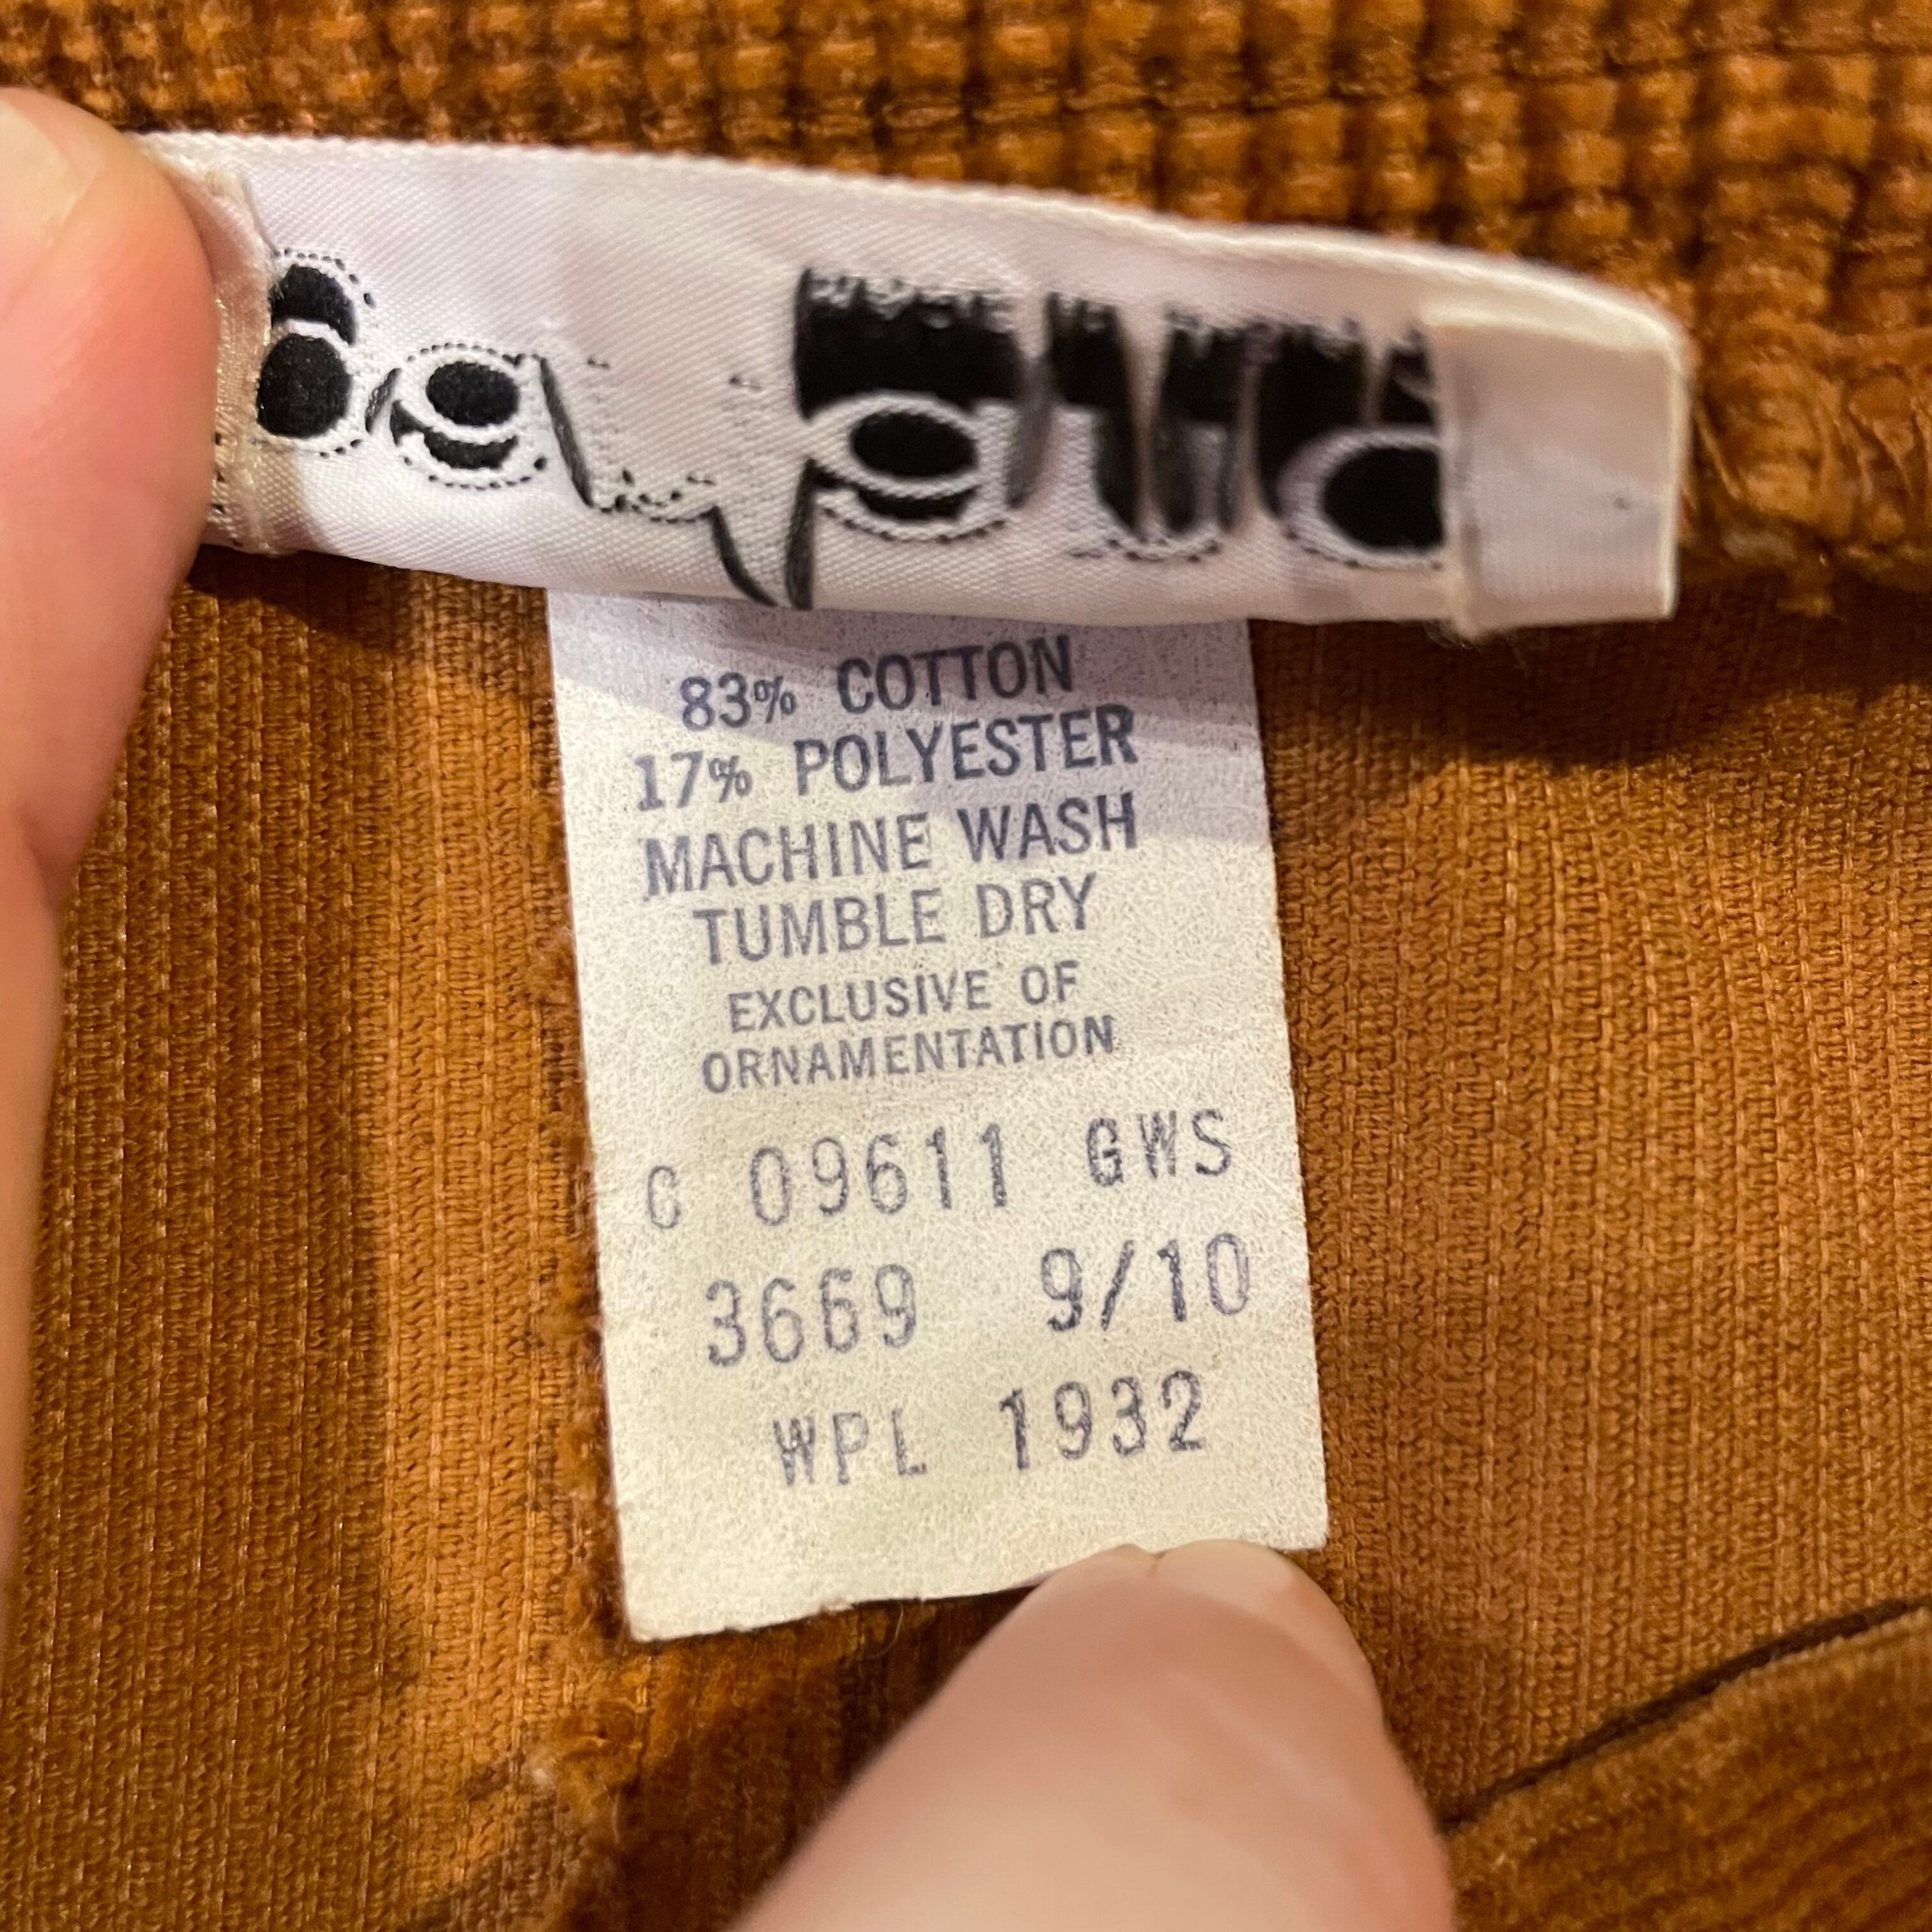 83% COTTON
17% POLYESTER
MACHINE WASH
TUMBLE DRY
EXCLUSIVE OF
ORNAMENTATION
C 09611 GWS
3669 9/10
WPL 1932